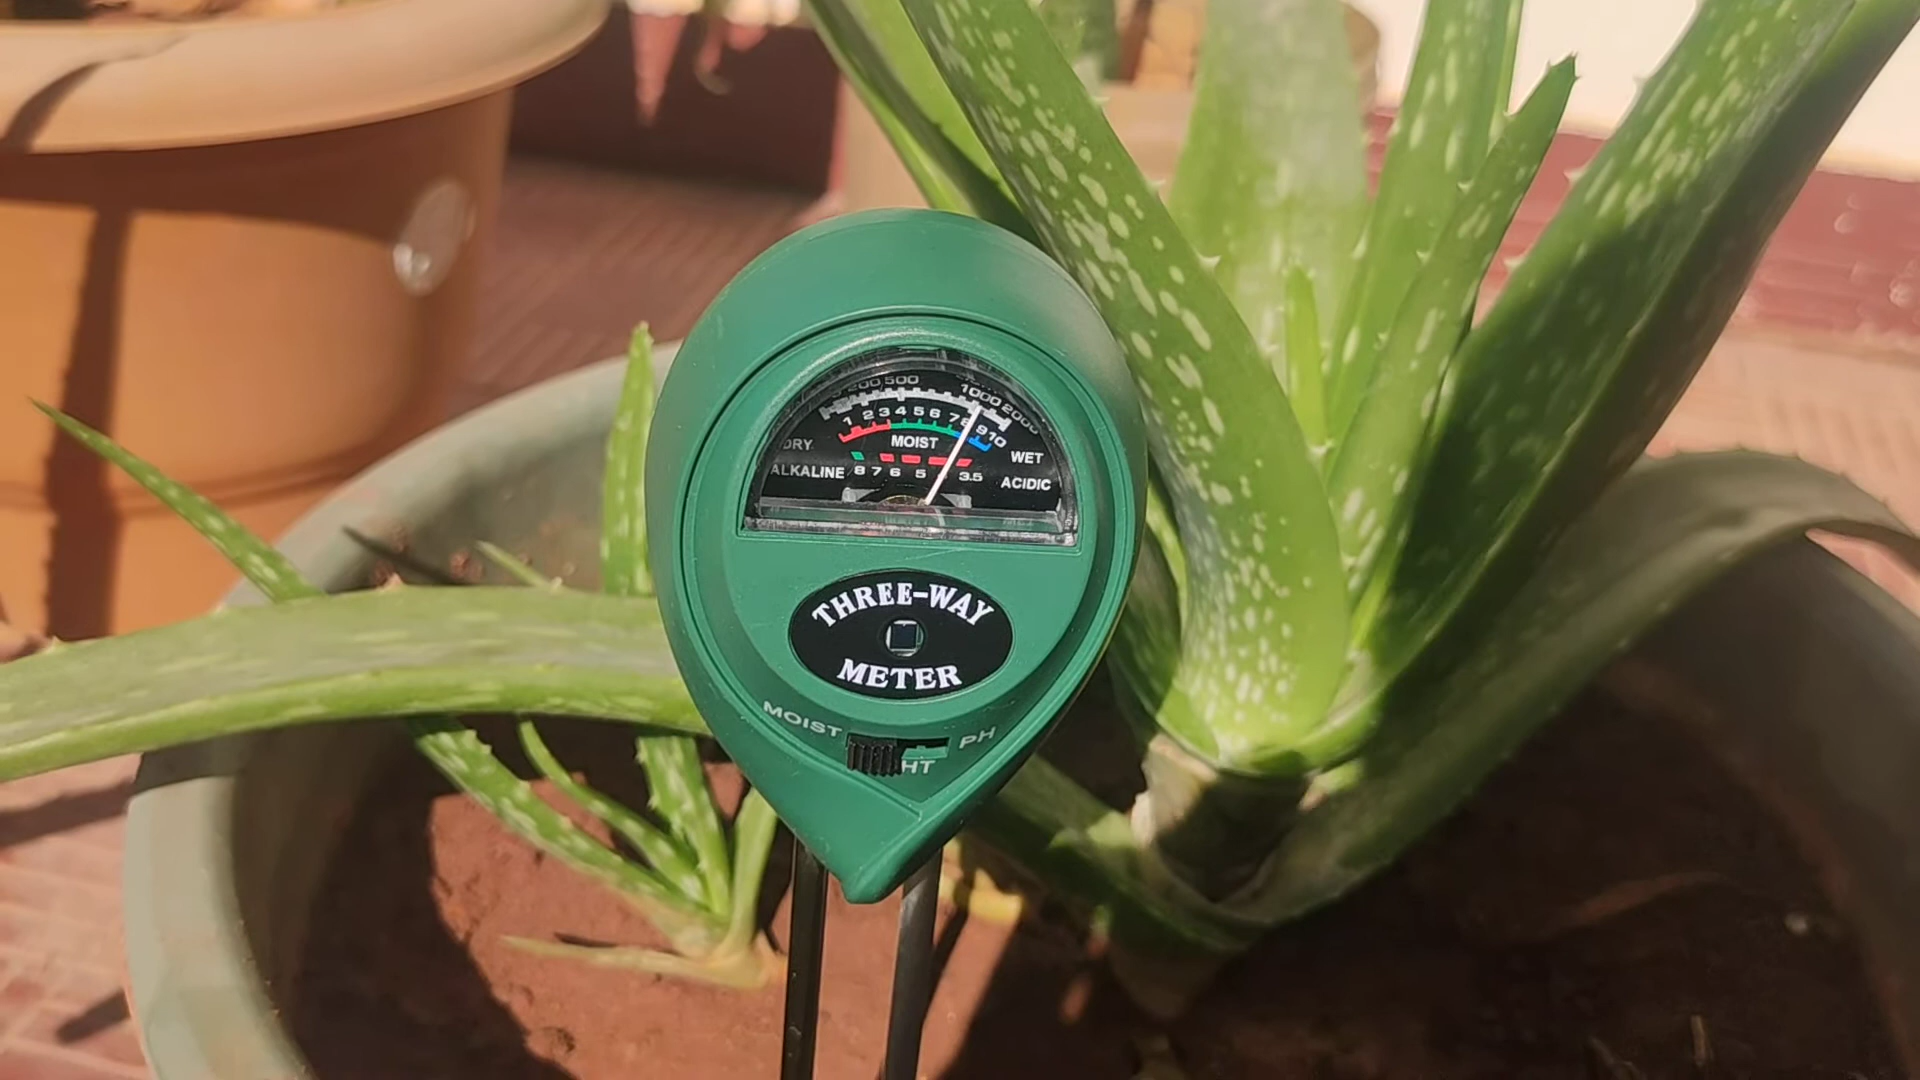 200 500 1000 2000
1 2 3 4 5 6 7 8 9 10
DRY MOIST WET
ALKALINE 8 7 6 5 3.5 ACIDIC
THREE-WAY
METER
MOIST PH
HT